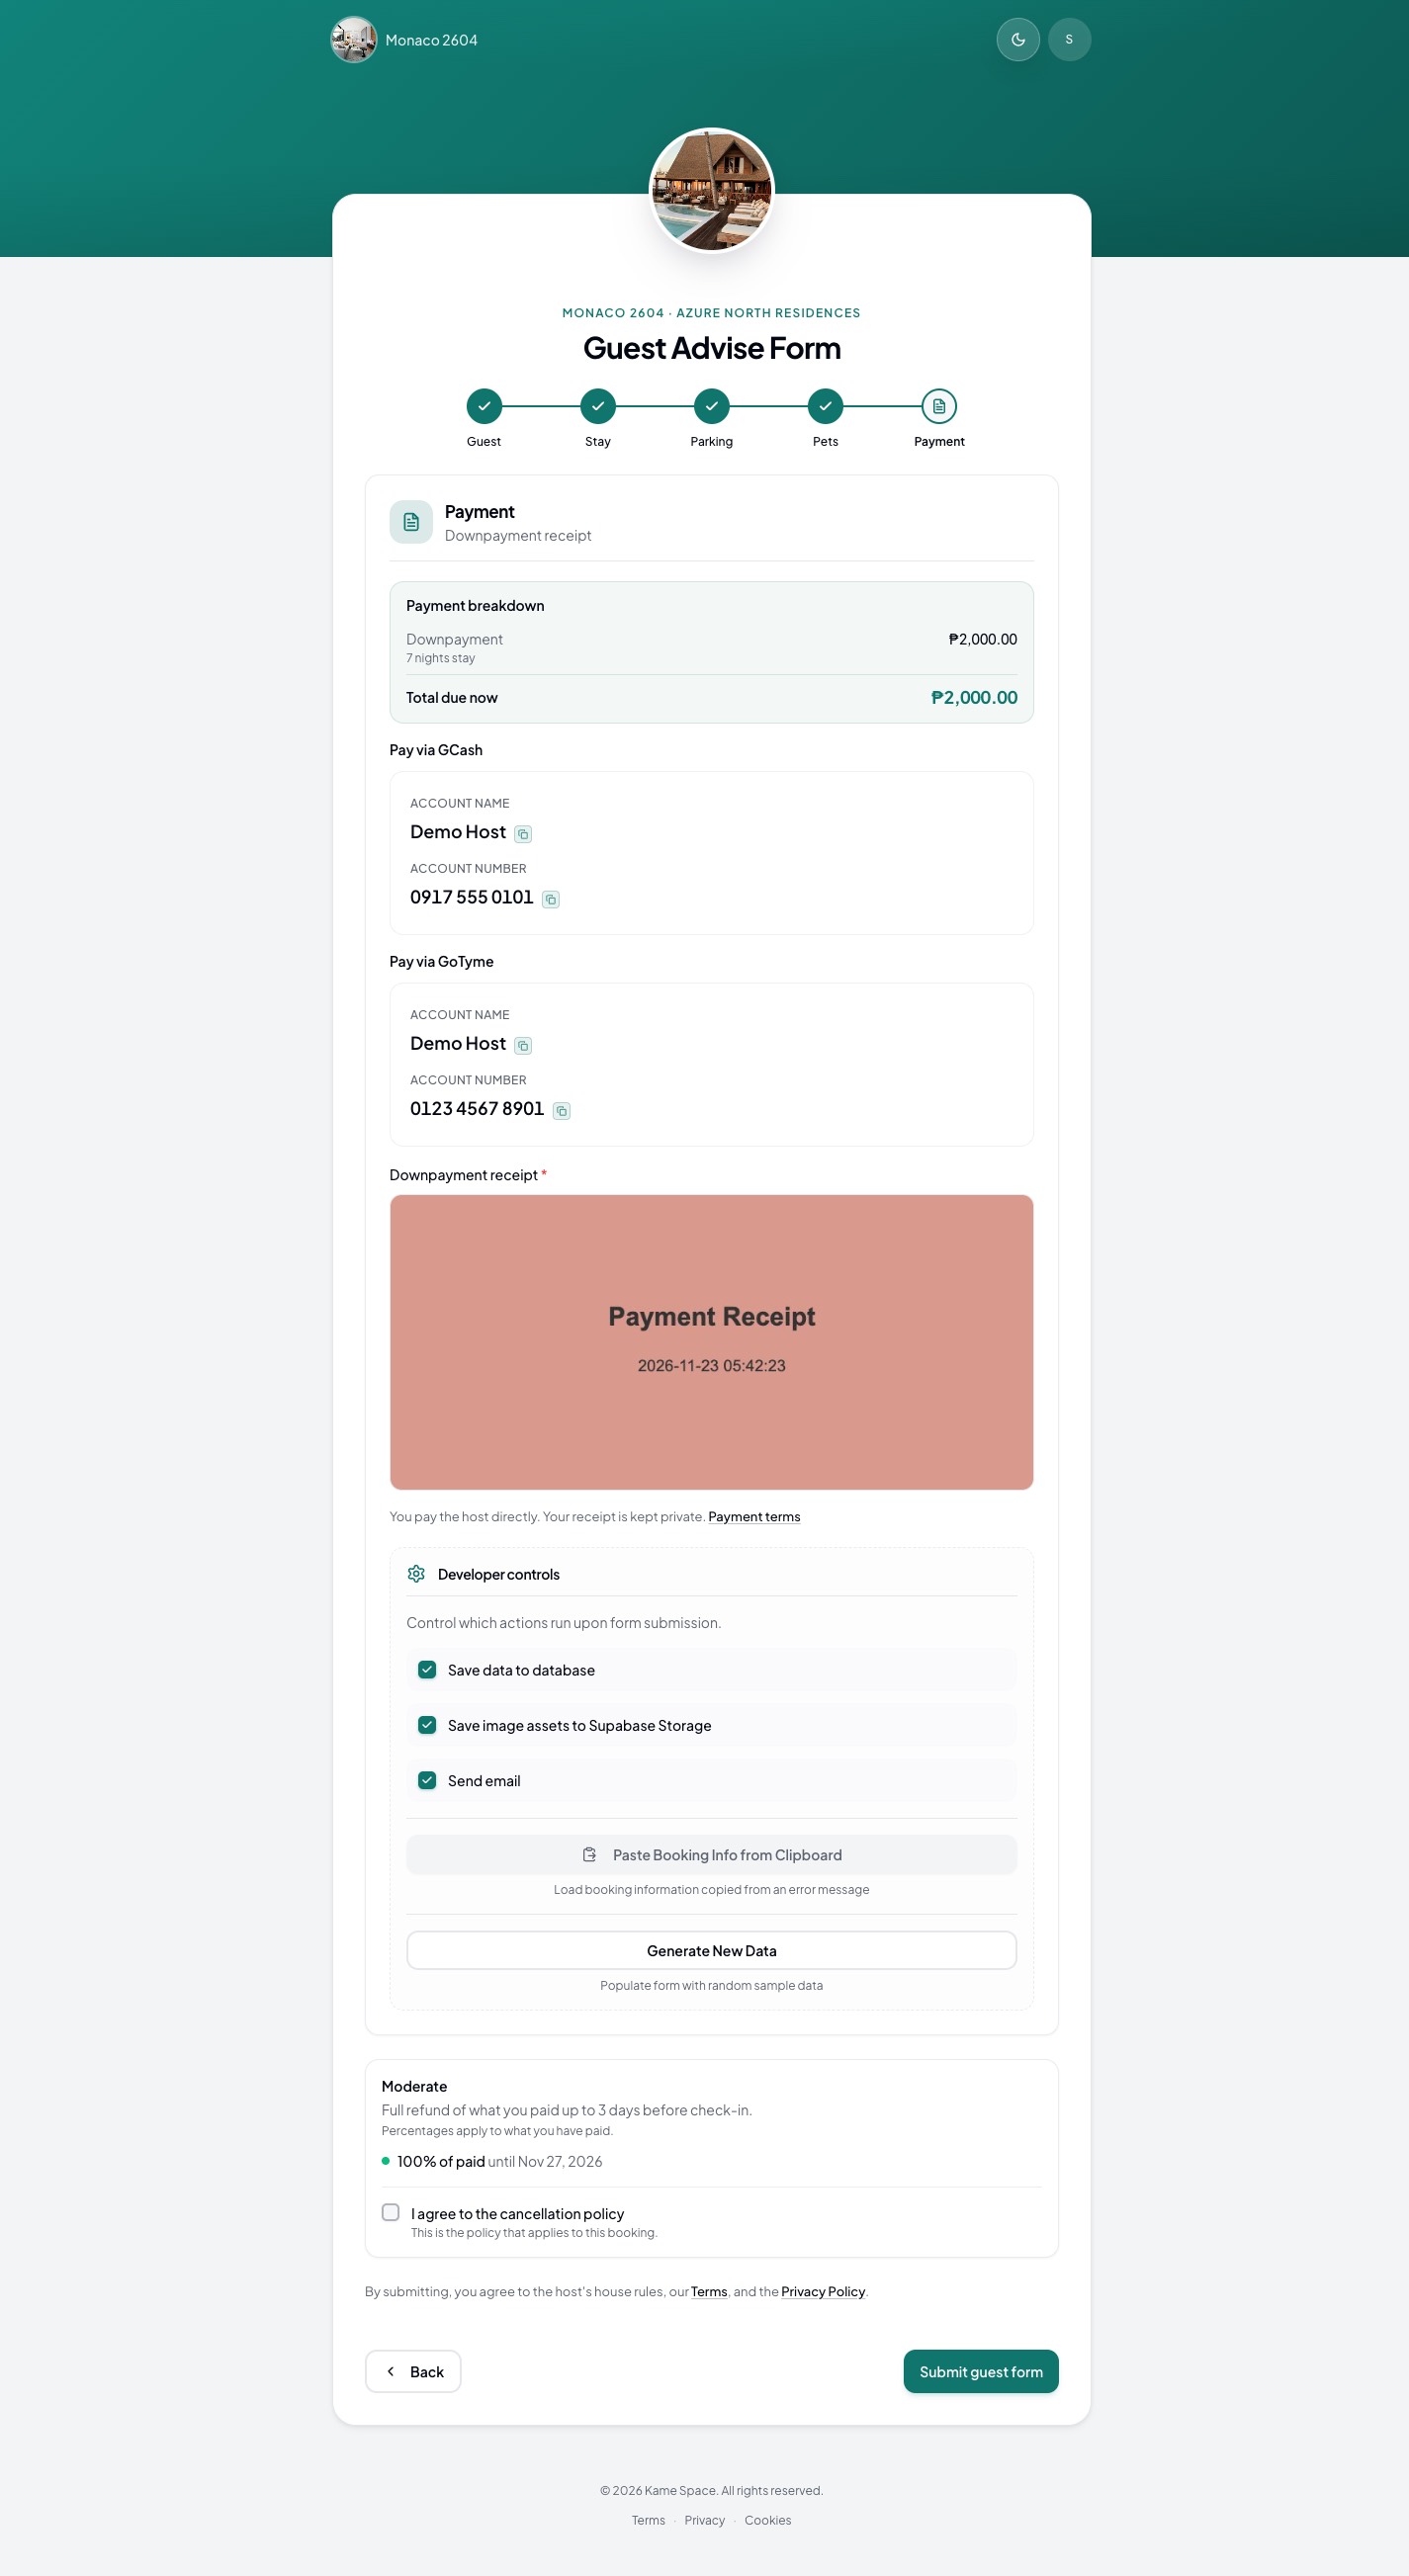 Monaco 2604
S
MONACO 2604 · AZURE NORTH RESIDENCES
Guest Advise Form
Guest
Stay
Parking
Pets
Payment
Payment
Downpayment receipt
Payment breakdown
Downpayment
₱2,000.00
7 nights stay
Total due now
₱2,000.00
Pay via GCash
ACCOUNT NAME
Demo Host
ACCOUNT NUMBER
0917 555 0101
Pay via GoTyme
ACCOUNT NAME
Demo Host
ACCOUNT NUMBER
0123 4567 8901
Downpayment receipt *
Payment Receipt
2026-11-23 05:42:23
You pay the host directly. Your receipt is kept private. Payment terms
Developer controls
Control which actions run upon form submission.
Save data to database
Save image assets to Supabase Storage
Send email
Paste Booking Info from Clipboard
Load booking information copied from an error message
Generate New Data
Populate form with random sample data
Moderate
Full refund of what you paid up to 3 days before check-in.
Percentages apply to what you have paid.
100% of paid until Nov 27, 2026
I agree to the cancellation policy
This is the policy that applies to this booking.
By submitting, you agree to the host's house rules, our Terms, and the Privacy Policy.
Back
Submit guest form
© 2026 Kame Space. All rights reserved.
Terms · Privacy · Cookies